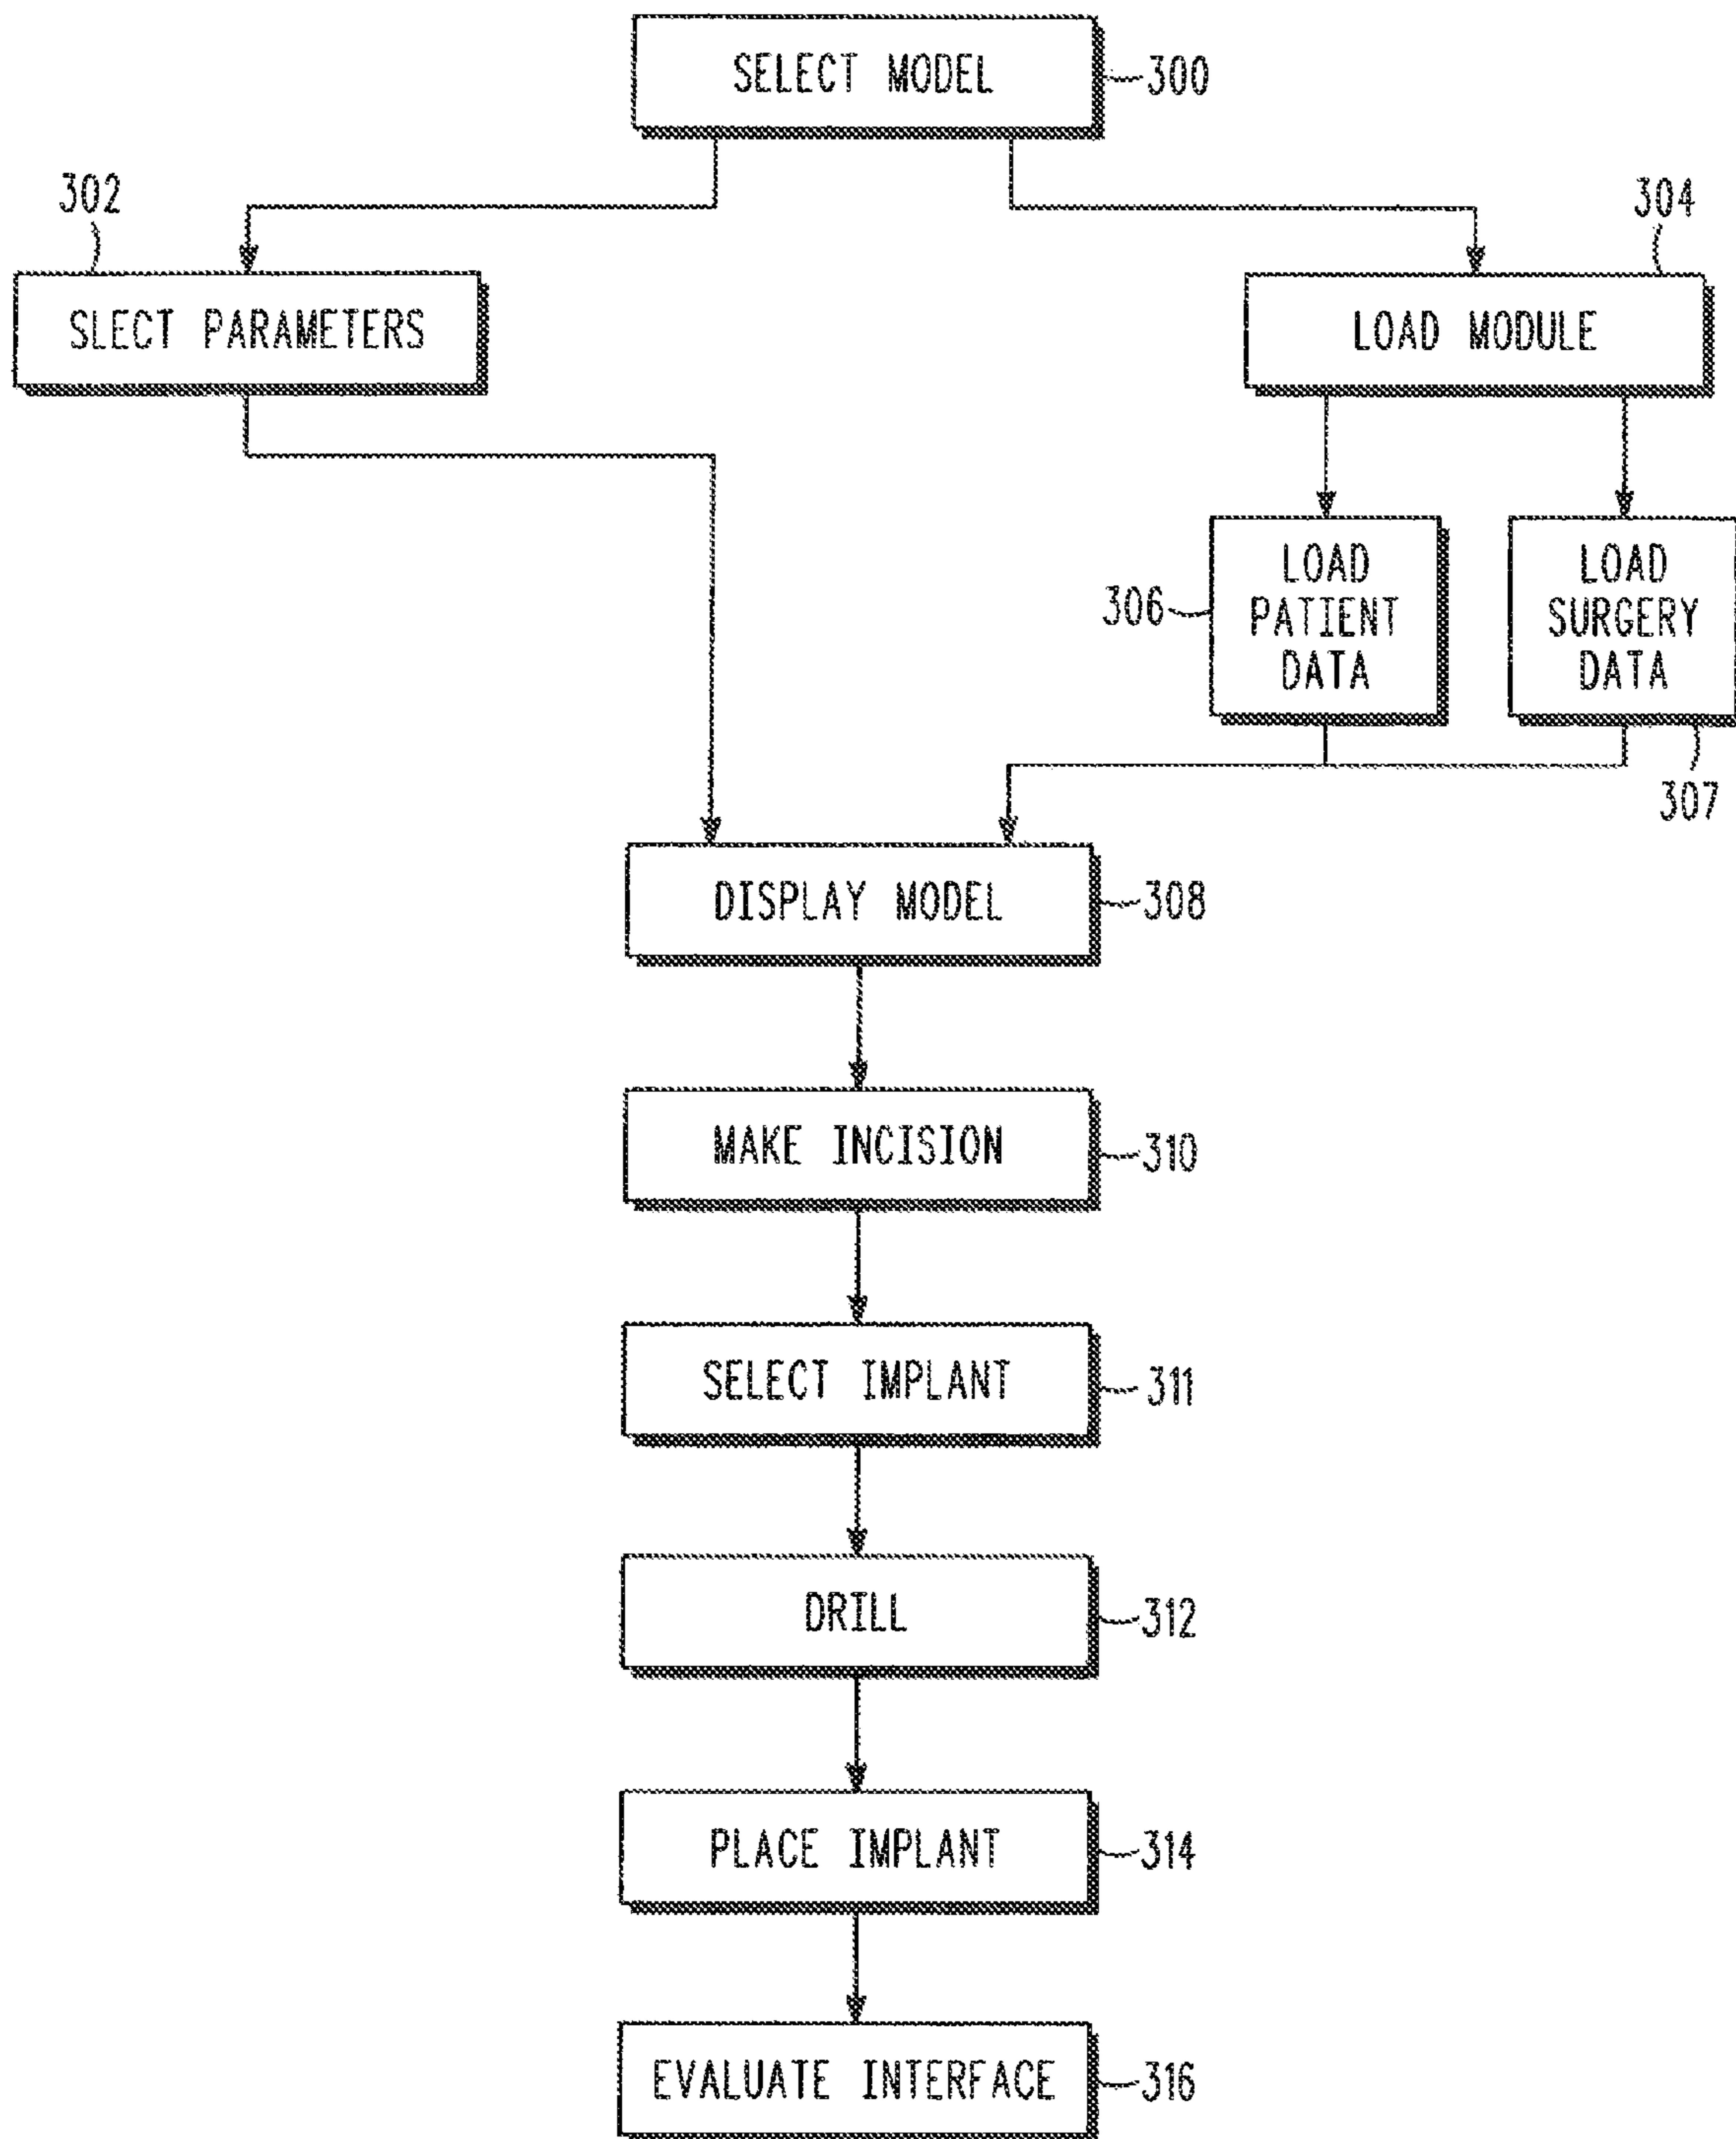 SELECT MODEL
300
302
304
SLECT PARAMETERS
LOAD MODULE
306
LOAD
PATIENT
DATA
LOAD
SURGERY
DATA
307
DISPLAY MODEL
308
MAKE INCISION
310
SELECT IMPLANT
311
DRILL
312
PLACE IMPLANT
314
EVALUATE INTERFACE
316